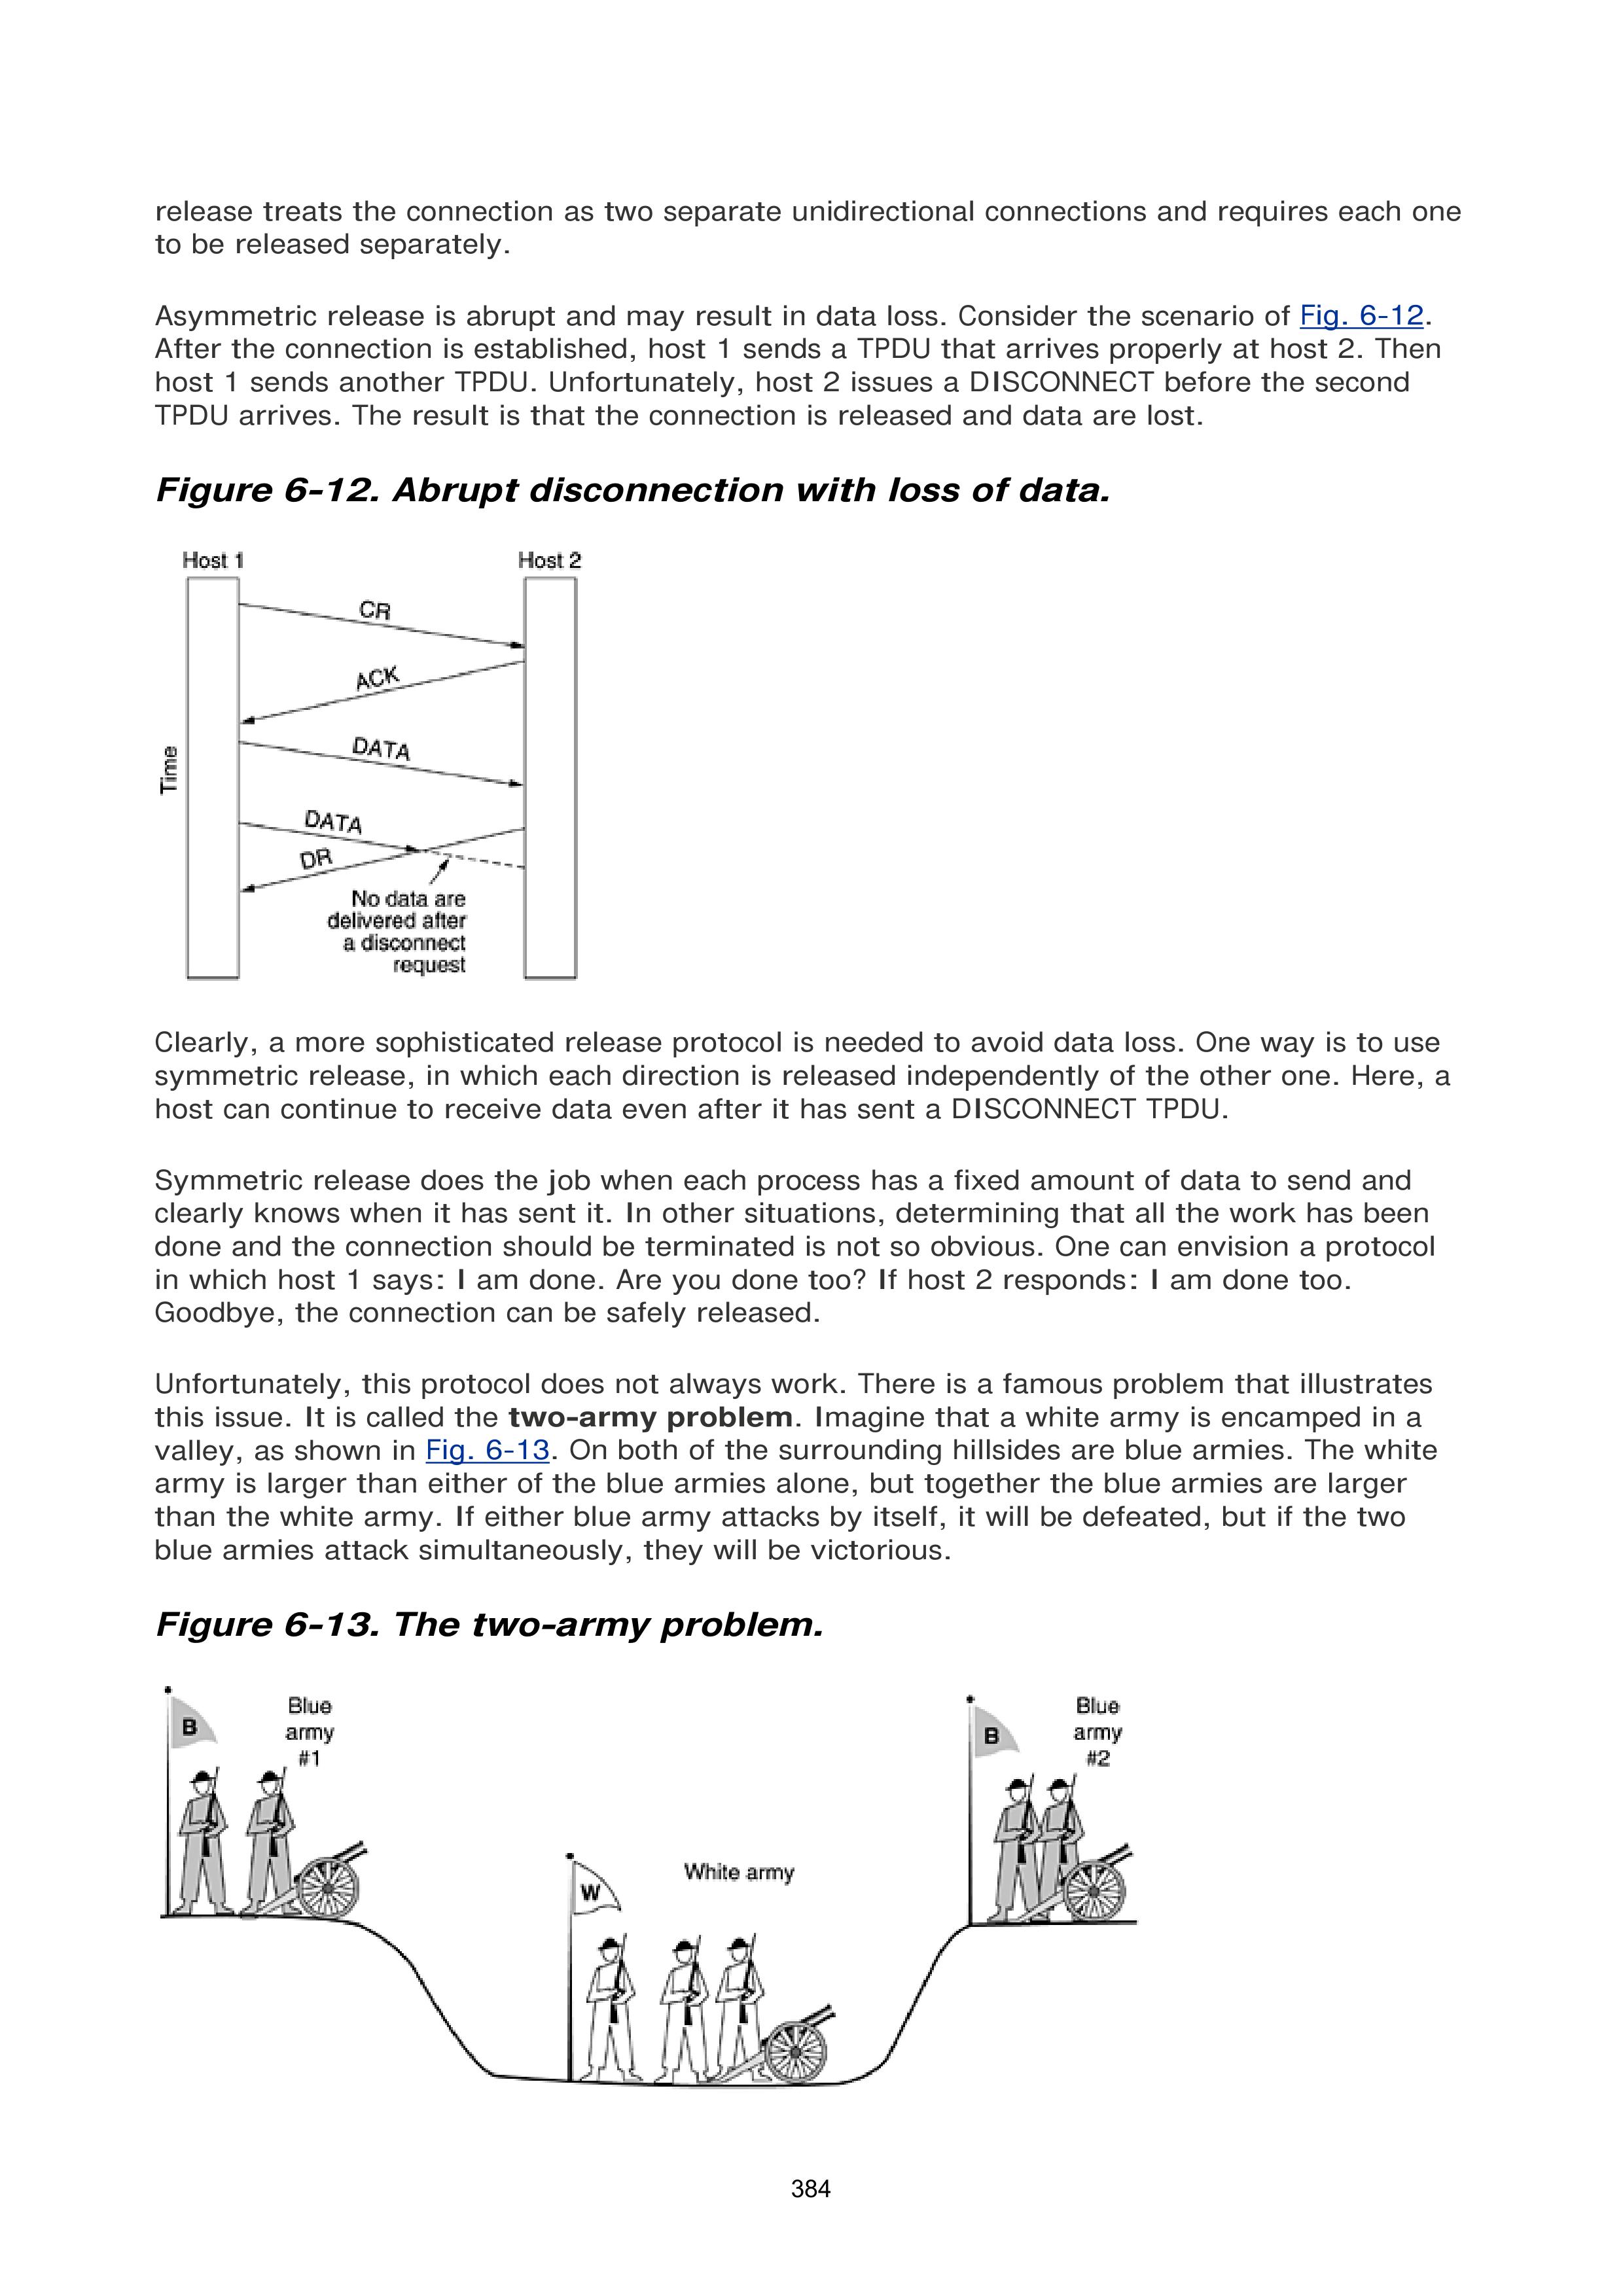 release treats the connection as two separate unidirectional connections and requires each one
to be released separately.
Asymmetric release is abrupt and may result in data loss. Consider the scenario of Fig. 6-12.
After the connection is established, host 1 sends a TPDU that arrives properly at host 2. Then
host 1 sends another TPDU. Unfortunately, host 2 issues a DISCONNECT before the second
TPDU arrives. The result is that the connection is released and data are lost.
Figure 6-12. Abrupt disconnection with loss of data.
Host 1
Host 2
CR
ACK
DATA
Time
DATA
DR
No data are
delivered after
a disconnect
request
Clearly, a more sophisticated release protocol is needed to avoid data loss. One way is to use
symmetric release, in which each direction is released independently of the other one. Here, a
host can continue to receive data even after it has sent a DISCONNECT TPDU.
Symmetric release does the job when each process has a fixed amount of data to send and
clearly knows when it has sent it. In other situations, determining that all the work has been
done and the connection should be terminated is not so obvious. One can envision a protocol
in which host 1 says: I am done. Are you done too? If host 2 responds: I am done too.
Goodbye, the connection can be safely released.
Unfortunately, this protocol does not always work. There is a famous problem that illustrates
this issue. It is called the two-army problem. Imagine that a white army is encamped in a
valley, as shown in Fig. 6-13. On both of the surrounding hillsides are blue armies. The white
army is larger than either of the blue armies alone, but together the blue armies are larger
than the white army. If either blue army attacks by itself, it will be defeated, but if the two
blue armies attack simultaneously, they will be victorious.
Figure 6-13. The two-army problem.
B
Blue
army
#1
B
Blue
army
#2
W
White army
384